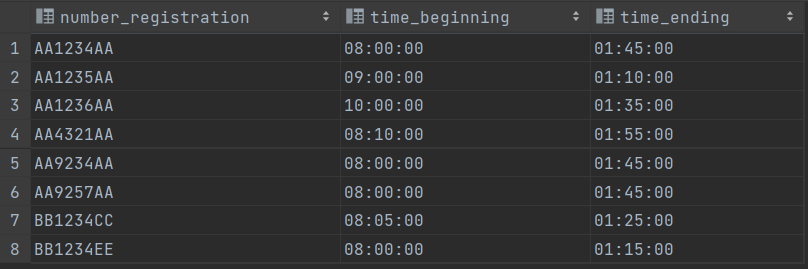 number_registration time_beginning time_ending
1 AA1234AA 08:00:00 01:45:00
2 AA1235AA 09:00:00 01:10:00
3 AA1236AA 10:00:00 01:35:00
4 AA4321AA 08:10:00 01:55:00
5 AA9234AA 08:00:00 01:45:00
6 AA9257AA 08:00:00 01:45:00
7 BB1234CC 08:05:00 01:25:00
8 BB1234EE 08:00:00 01:15:00